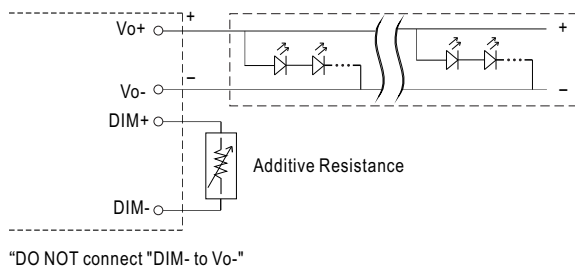 Vo+
+
+
−
−
Vo-
DIM+
Additive Resistance
DIM-
“DO NOT connect "DIM- to Vo-"